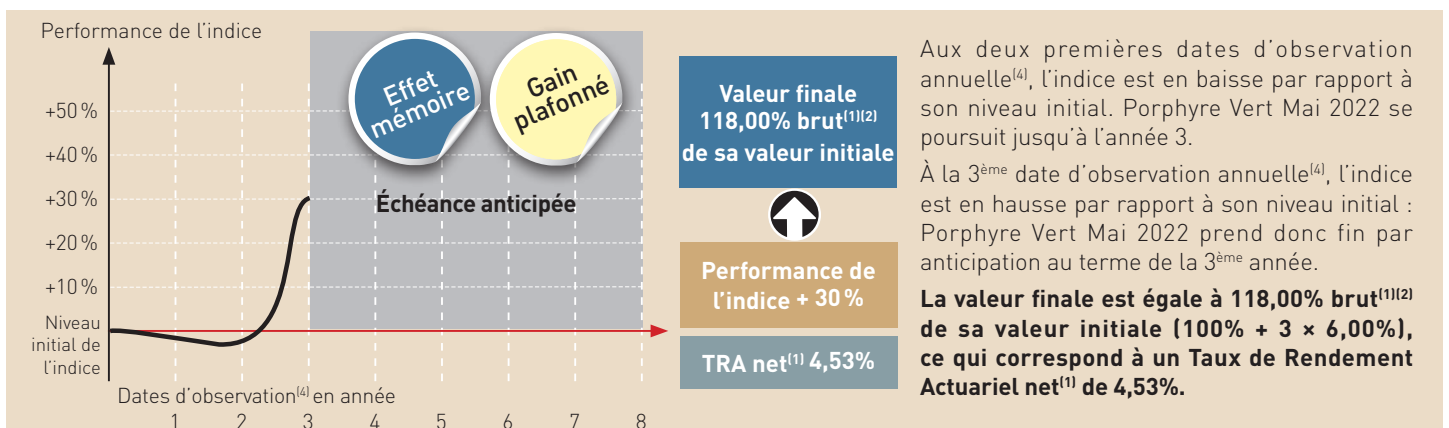 Performance de l’indice
+50 %
+40 %
+30 %
+20 %
+10 %
Niveau
initial de
l’indice
Effet
mémoire
Gain
plafonné
Échéance anticipée
Dates d’observation(4) en année
1 2 3 4 5 6 7 8
Valeur finale
118,00% brut(1)(2)
de sa valeur initiale
Performance de
l’indice + 30 %
TRA net(1) 4,53%
Aux deux premières dates d’observation
annuelle(4), l’indice est en baisse par rapport à
son niveau initial. Porphyre Vert Mai 2022 se
poursuit jusqu’à l’année 3.
À la 3ème date d’observation annuelle(4), l’indice
est en hausse par rapport à son niveau initial :
Porphyre Vert Mai 2022 prend donc fin par
anticipation au terme de la 3ème année.
La valeur finale est égale à 118,00% brut(1)(2)
de sa valeur initiale (100% + 3 × 6,00%),
ce qui correspond à un Taux de Rendement
Actuariel net(1) de 4,53%.